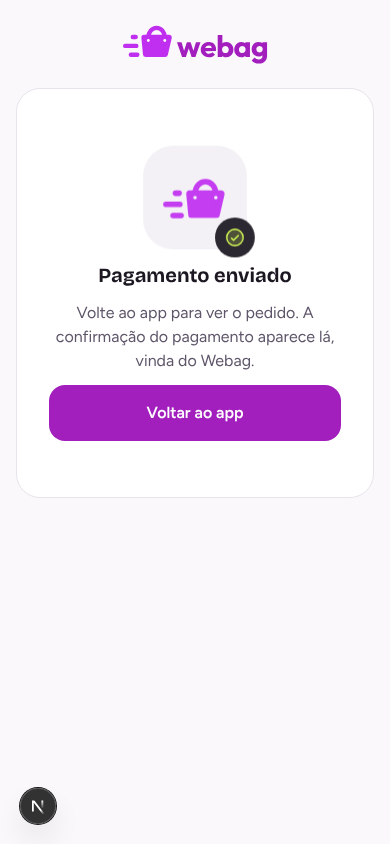 webag
Pagamento enviado
Volte ao app para ver o pedido. A
confirmação do pagamento aparece lá,
vinda do Webag.
Voltar ao app
N